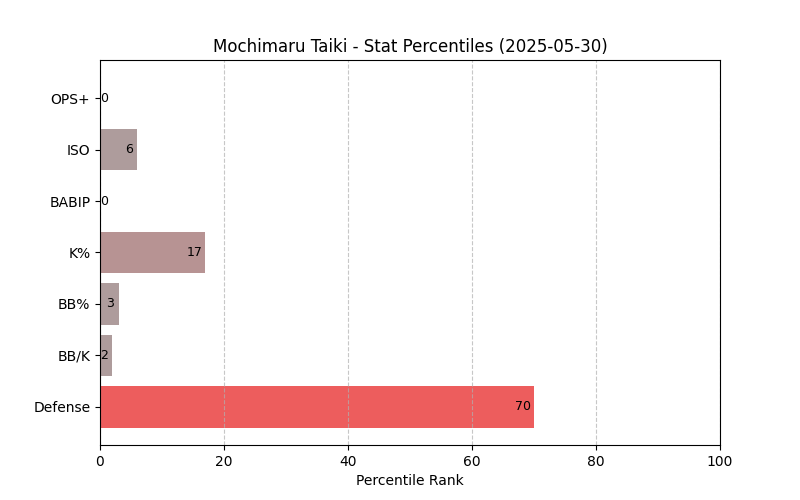 Mochimaru Taiki - Stat Percentiles (2025-05-30)
OPS+ 0
ISO 6
BABIP 0
K% 17
BB% 3
BB/K 2
Defense 70
0 20 40 60 80 100
Percentile Rank